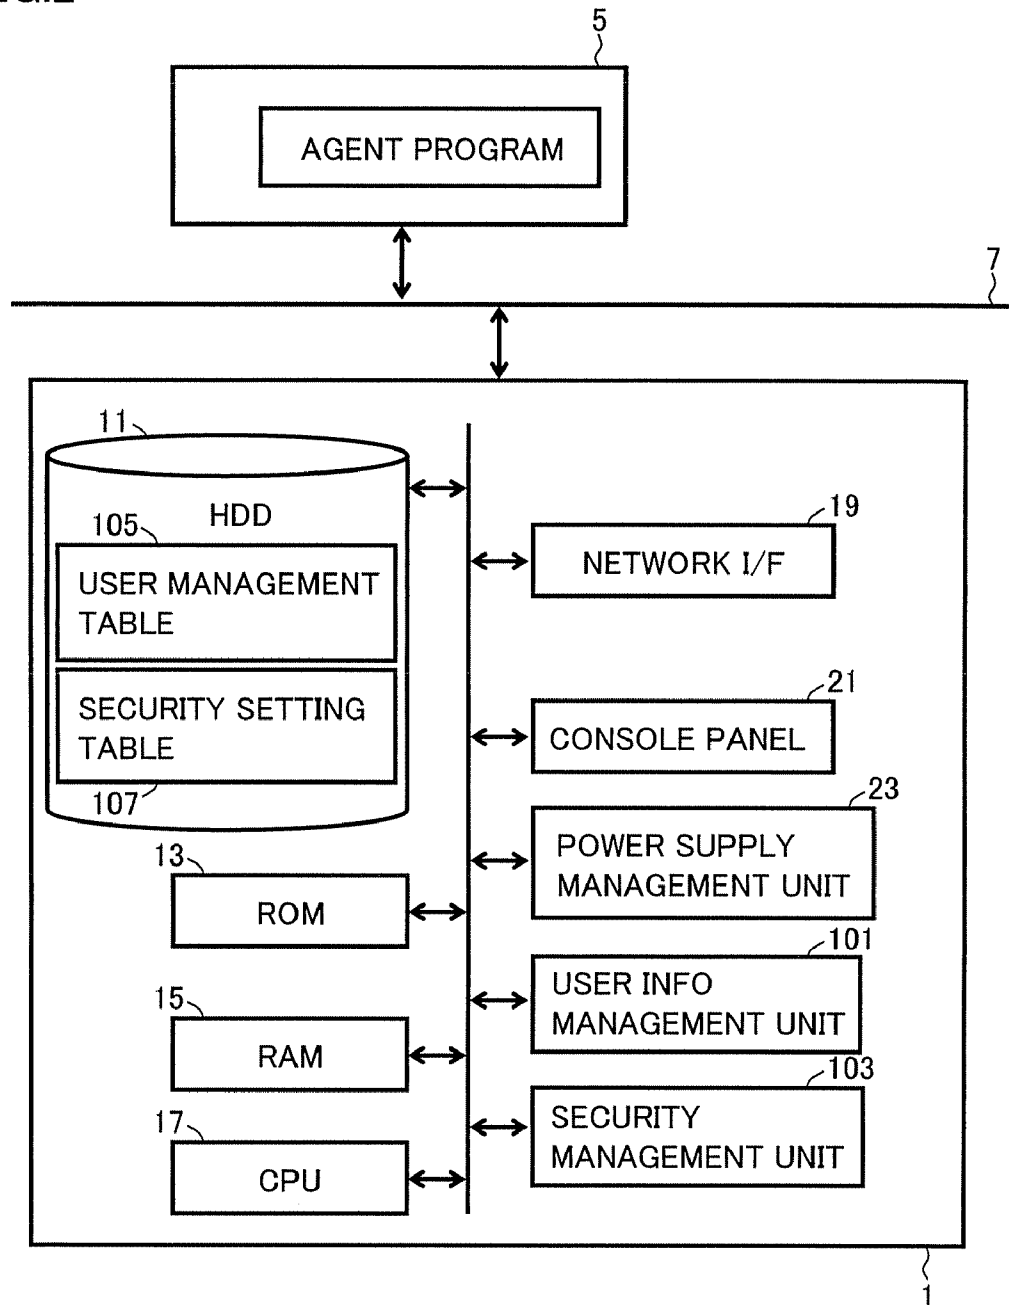 5
AGENT PROGRAM
7
11
HDD
105
USER MANAGEMENT
TABLE
SECURITY SETTING
TABLE
107
13
ROM
15
RAM
17
CPU
19
NETWORK I/F
21
CONSOLE PANEL
23
POWER SUPPLY
MANAGEMENT UNIT
101
USER INFO
MANAGEMENT UNIT
103
SECURITY
MANAGEMENT UNIT
1